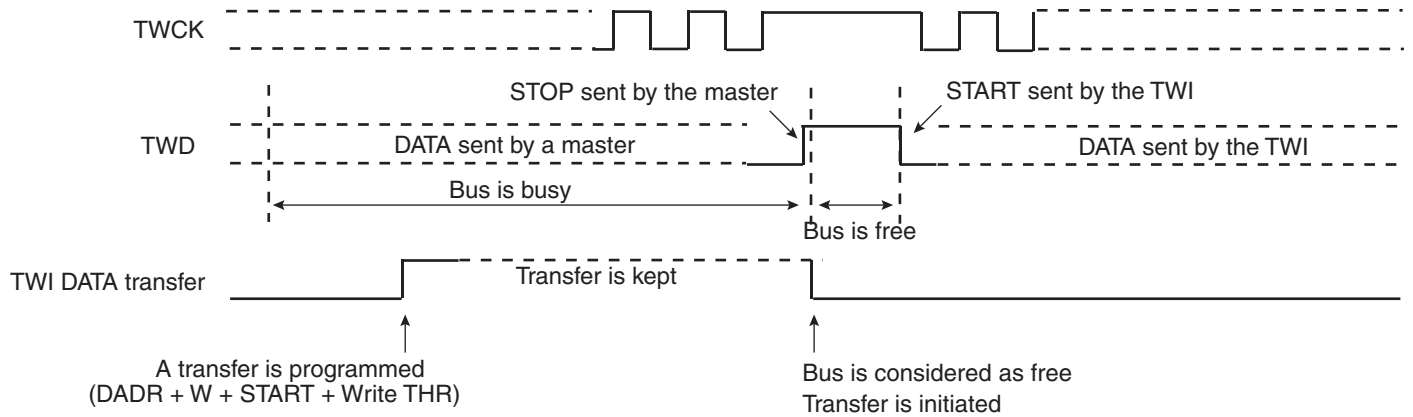 TWCK
STOP sent by the master
START sent by the TWI
TWD
DATA sent by a master
DATA sent by the TWI
Bus is busy
Bus is free
TWI DATA transfer
Transfer is kept
A transfer is programmed
(DADR + W + START + Write THR)
Bus is considered as free
Transfer is initiated